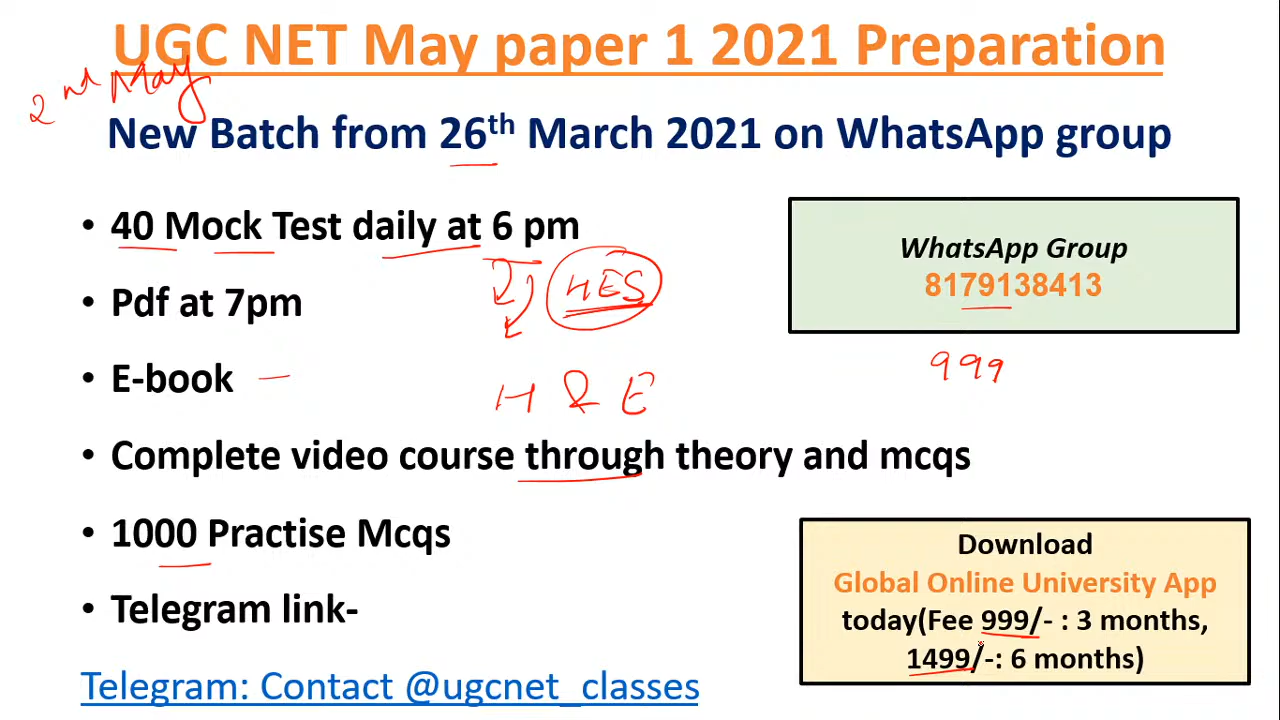 UGC NET May paper 1 2021 Preparation
2nd May
New Batch from 26th March 2021 on WhatsApp group
• 40 Mock Test daily at 6 pm
WhatsApp Group
8179138413
HES
• Pdf at 7pm
999
• E-book –
H & E
• Complete video course through theory and mcqs
• 1000 Practise Mcqs
Download
Global Online University App
today(Fee 999/- : 3 months,
1499/-: 6 months)
• Telegram link-
Telegram: Contact @ugcnet_classes